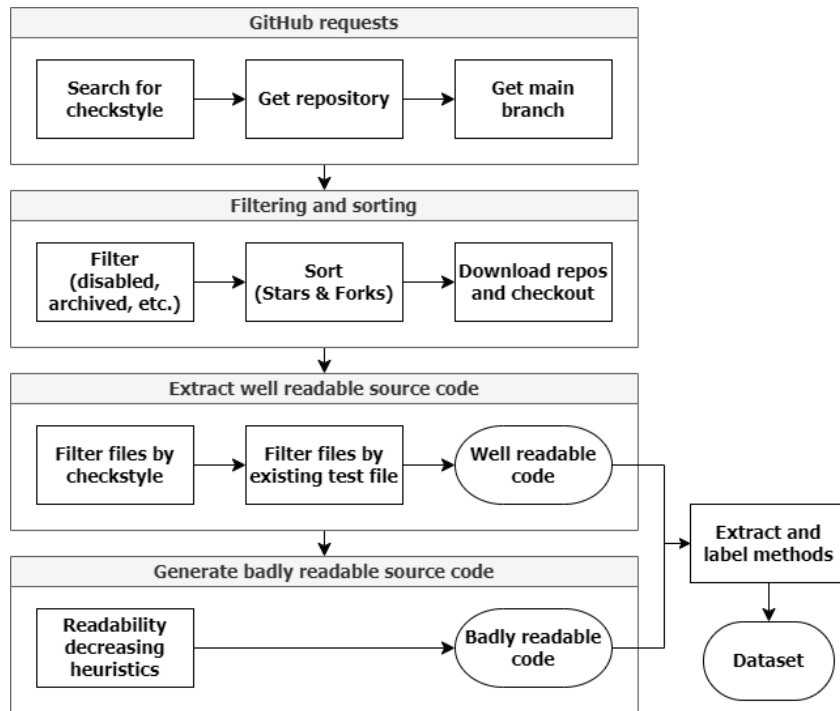 GitHub requests
Search for
checkstyle
Get repository
Get main
branch
Filtering and sorting
Filter
(disabled,
archived, etc.)
Sort
(Stars & Forks)
Download repos
and checkout
Extract well readable source code
Filter files by
checkstyle
Filter files by
existing test file
Well readable
code
Extract and
label methods
Generate badly readable source code
Readability
decreasing
heuristics
Badly readable
code
Dataset